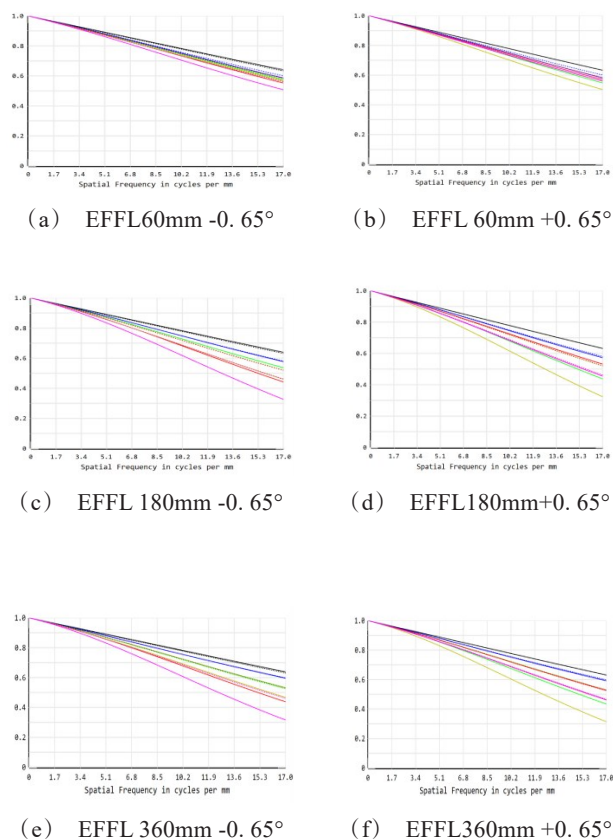 1.0 1.0
0.8 0.8
0.6 0.6
0.4 0.4
0.2 0.2
0 0
0 1.7 3.4 5.1 6.8 8.5 10.2 11.9 13.6 15.3 17.0 0 1.7 3.4 5.1 6.8 8.5 10.2 11.9 13.6 15.3 17.0
Spatial Frequency in cycles per mm Spatial Frequency in cycles per mm
(a) EFFL60mm -0. 65° (b) EFFL 60mm +0. 65°
1.0 1.0
0.8 0.8
0.6 0.6
0.4 0.4
0.2 0.2
0 0
0 1.7 3.4 5.1 6.8 8.5 10.2 11.9 13.6 15.3 17.0 0 1.7 3.4 5.1 6.8 8.5 10.2 11.9 13.6 15.3 17.0
Spatial Frequency in cycles per mm Spatial Frequency in cycles per mm
(c) EFFL 180mm -0. 65° (d) EFFL180mm+0. 65°
1.0 1.0
0.8 0.8
0.6 0.6
0.4 0.4
0.2 0.2
0 0
0 1.7 3.4 5.1 6.8 8.5 10.2 11.9 13.6 15.3 17.0 0 1.7 3.4 5.1 6.8 8.5 10.2 11.9 13.6 15.3 17.0
Spatial Frequency in cycles per mm Spatial Frequency in cycles per mm
(e) EFFL 360mm -0. 65° (f) EFFL360mm +0. 65°